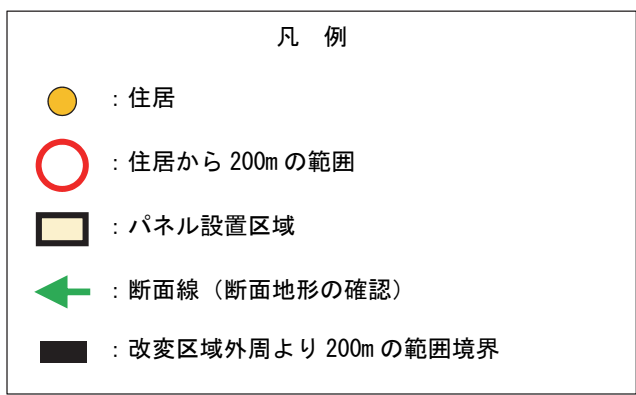 凡　例
：住居
：住居から 200m の範囲
：パネル設置区域
：断面線（断面地形の確認）
：改変区域外周より 200m の範囲境界